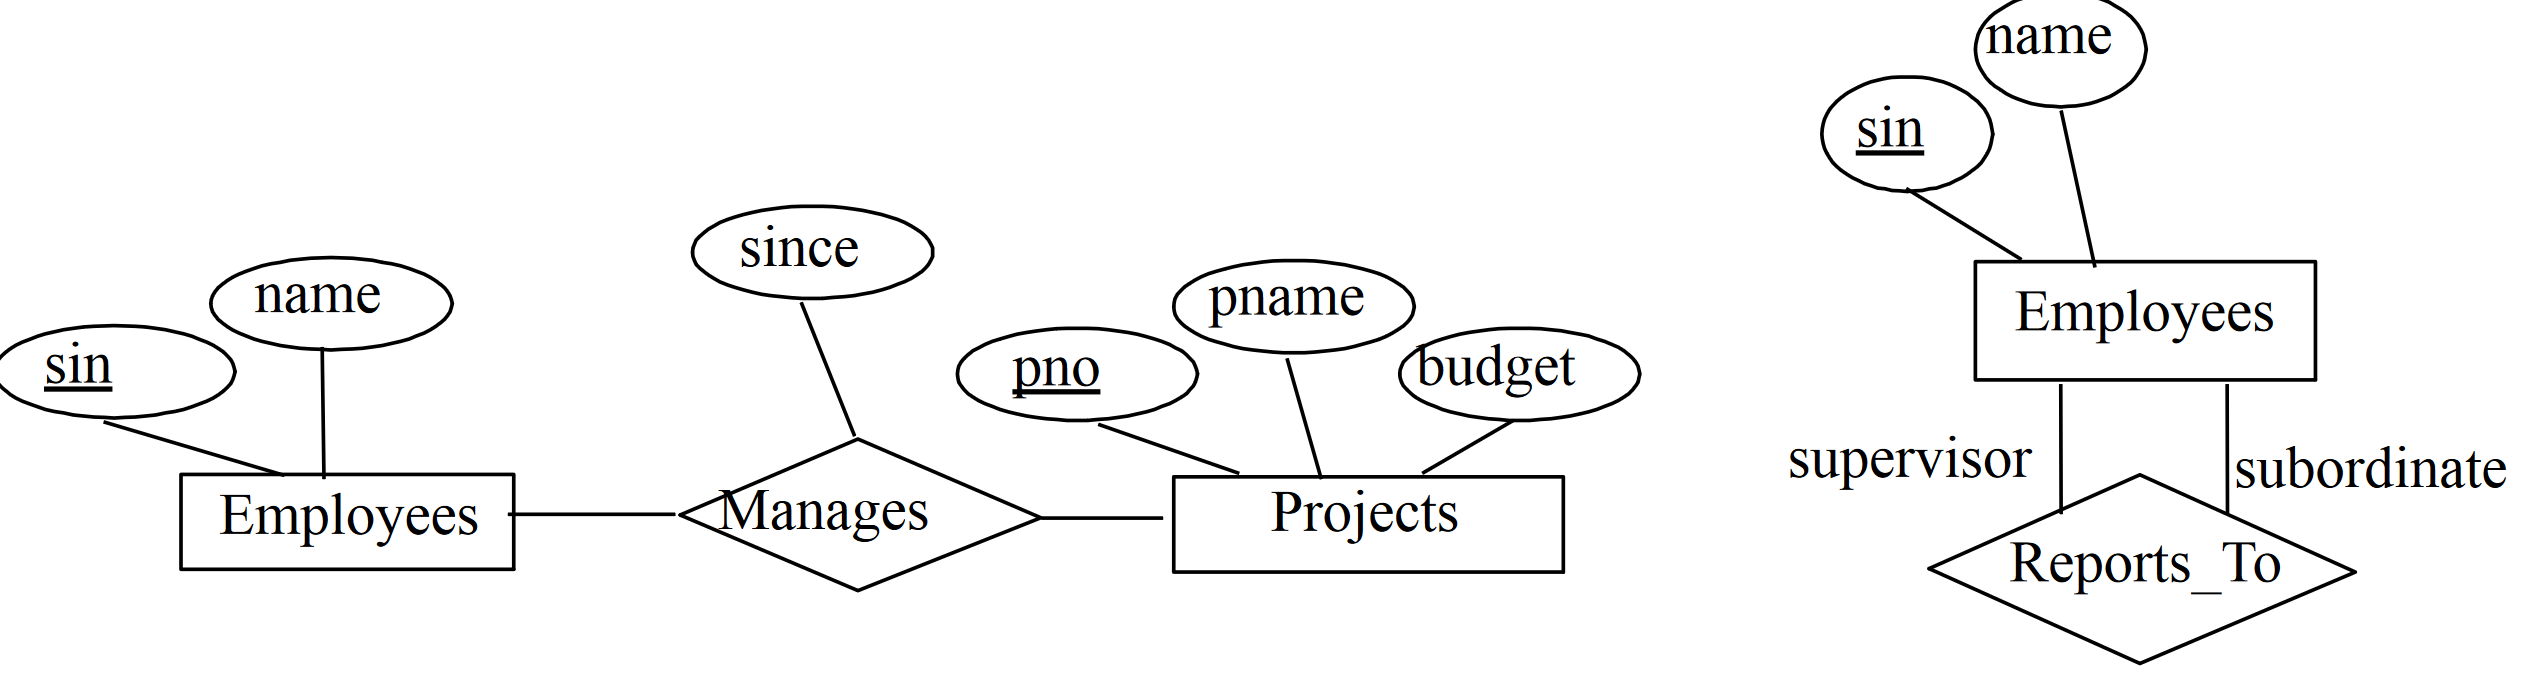 sin
name
since
pno
pname
budget
Employees
Manages
Projects
name
sin
Employees
supervisor
subordinate
Reports_To